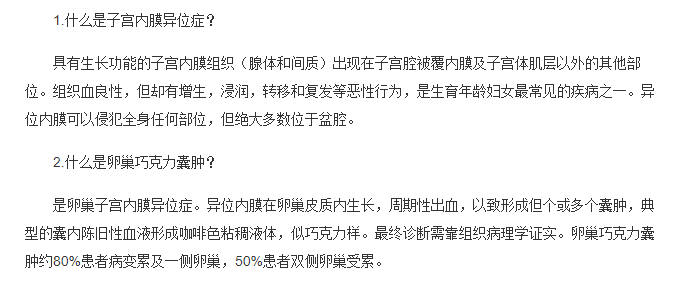 1.什么是子宫内膜异位症？
具有生长功能的子宫内膜组织（腺体和间质）出现在子宫腔被覆内膜及子宫体肌层以外的其他部
位。组织血良性，但却有增生，浸润，转移和复发等恶性行为，是生育年龄妇女最常见的疾病之一。异
位内膜可以侵犯全身任何部位，但绝大多数位于盆腔。
2.什么是卵巢巧克力囊肿？
是卵巢子宫内膜异位症。异位内膜在卵巢皮质内生长，周期性出血，以致形成但个或多个囊肿，典
型的囊内陈旧性血液形成咖啡色粘稠液体，似巧克力样。最终诊断需靠组织病理学证实。卵巢巧克力囊
肿约80%患者病变累及一侧卵巢，50%患者双侧卵巢受累。